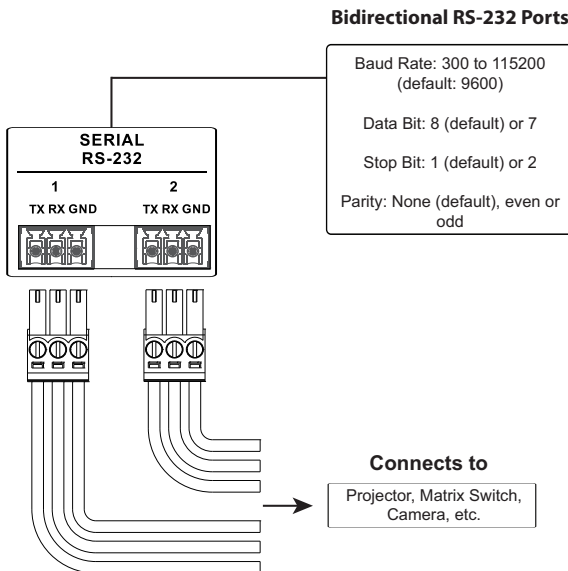 Bidirectional RS-232 Ports
Baud Rate: 300 to 115200
(default: 9600)
Data Bit: 8 (default) or 7
Stop Bit: 1 (default) or 2
Parity: None (default), even or
odd
SERIAL
RS-232
1 2
TX RX GND TX RX GND
Connects to
Projector, Matrix Switch,
Camera, etc.